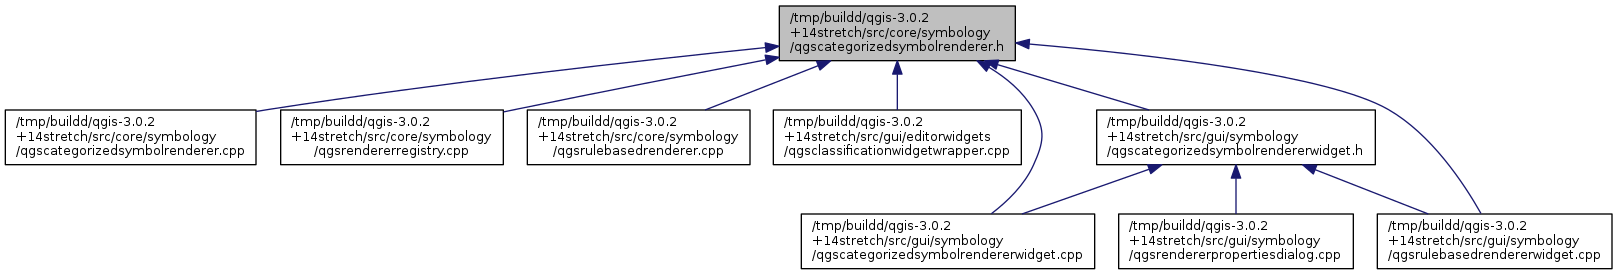 /tmp/buildd/qgis-3.0.2
+14stretch/src/core/symbology
/qgscategorizedsymbolrenderer.h
/tmp/buildd/qgis-3.0.2
+14stretch/src/core/symbology
/qgscategorizedsymbolrenderer.cpp
/tmp/buildd/qgis-3.0.2
+14stretch/src/core/symbology
/qgsrendererregistry.cpp
/tmp/buildd/qgis-3.0.2
+14stretch/src/core/symbology
/qgsrulebasedrenderer.cpp
/tmp/buildd/qgis-3.0.2
+14stretch/src/gui/editorwidgets
/qgsclassificationwidgetwrapper.cpp
/tmp/buildd/qgis-3.0.2
+14stretch/src/gui/symbology
/qgscategorizedsymbolrendererwidget.h
/tmp/buildd/qgis-3.0.2
+14stretch/src/gui/symbology
/qgscategorizedsymbolrendererwidget.cpp
/tmp/buildd/qgis-3.0.2
+14stretch/src/gui/symbology
/qgsrendererpropertiesdialog.cpp
/tmp/buildd/qgis-3.0.2
+14stretch/src/gui/symbology
/qgsrulebasedrendererwidget.cpp